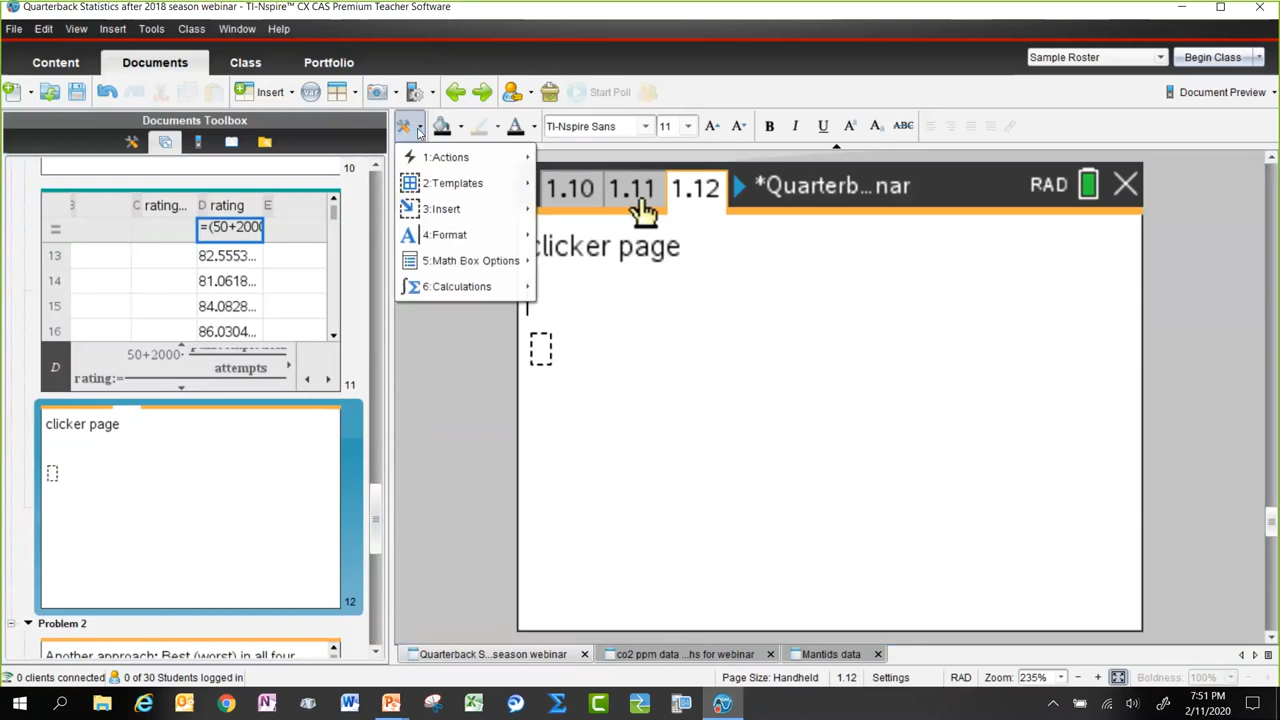 Quarterback Statistics after 2018 season webinar - TI-Nspire™ CX CAS Premium Teacher Software
File Edit View Insert Tools Class Window Help
Content Documents Class Portfolio Sample Roster Begin Class
Insert Start Poll Document Preview
Documents Toolbox
TI-Nspire Sans 11 A A B I U ABC
10
C rating... D rating E
= =(50+2000
13 82.5553...
14 81.0618...
15 84.0828...
16 86.0304...
50+2000·
attempts
D rating:=
11
clicker page
12
Problem 2
Another approach: Best (worst) in all four
1:Actions
2:Templates
3:Insert
4:Format
5:Math Box Options
6:Calculations
1.10 1.11 1.12 *Quarterb...nar RAD
clicker page
Quarterback S...season webinar co2 ppm data ...hs for webinar Mantids data
0 clients connected 0 of 30 Students logged in Page Size: Handheld 1.12 Settings RAD Zoom: 235% Boldness: 100%
7:51 PM
2/11/2020